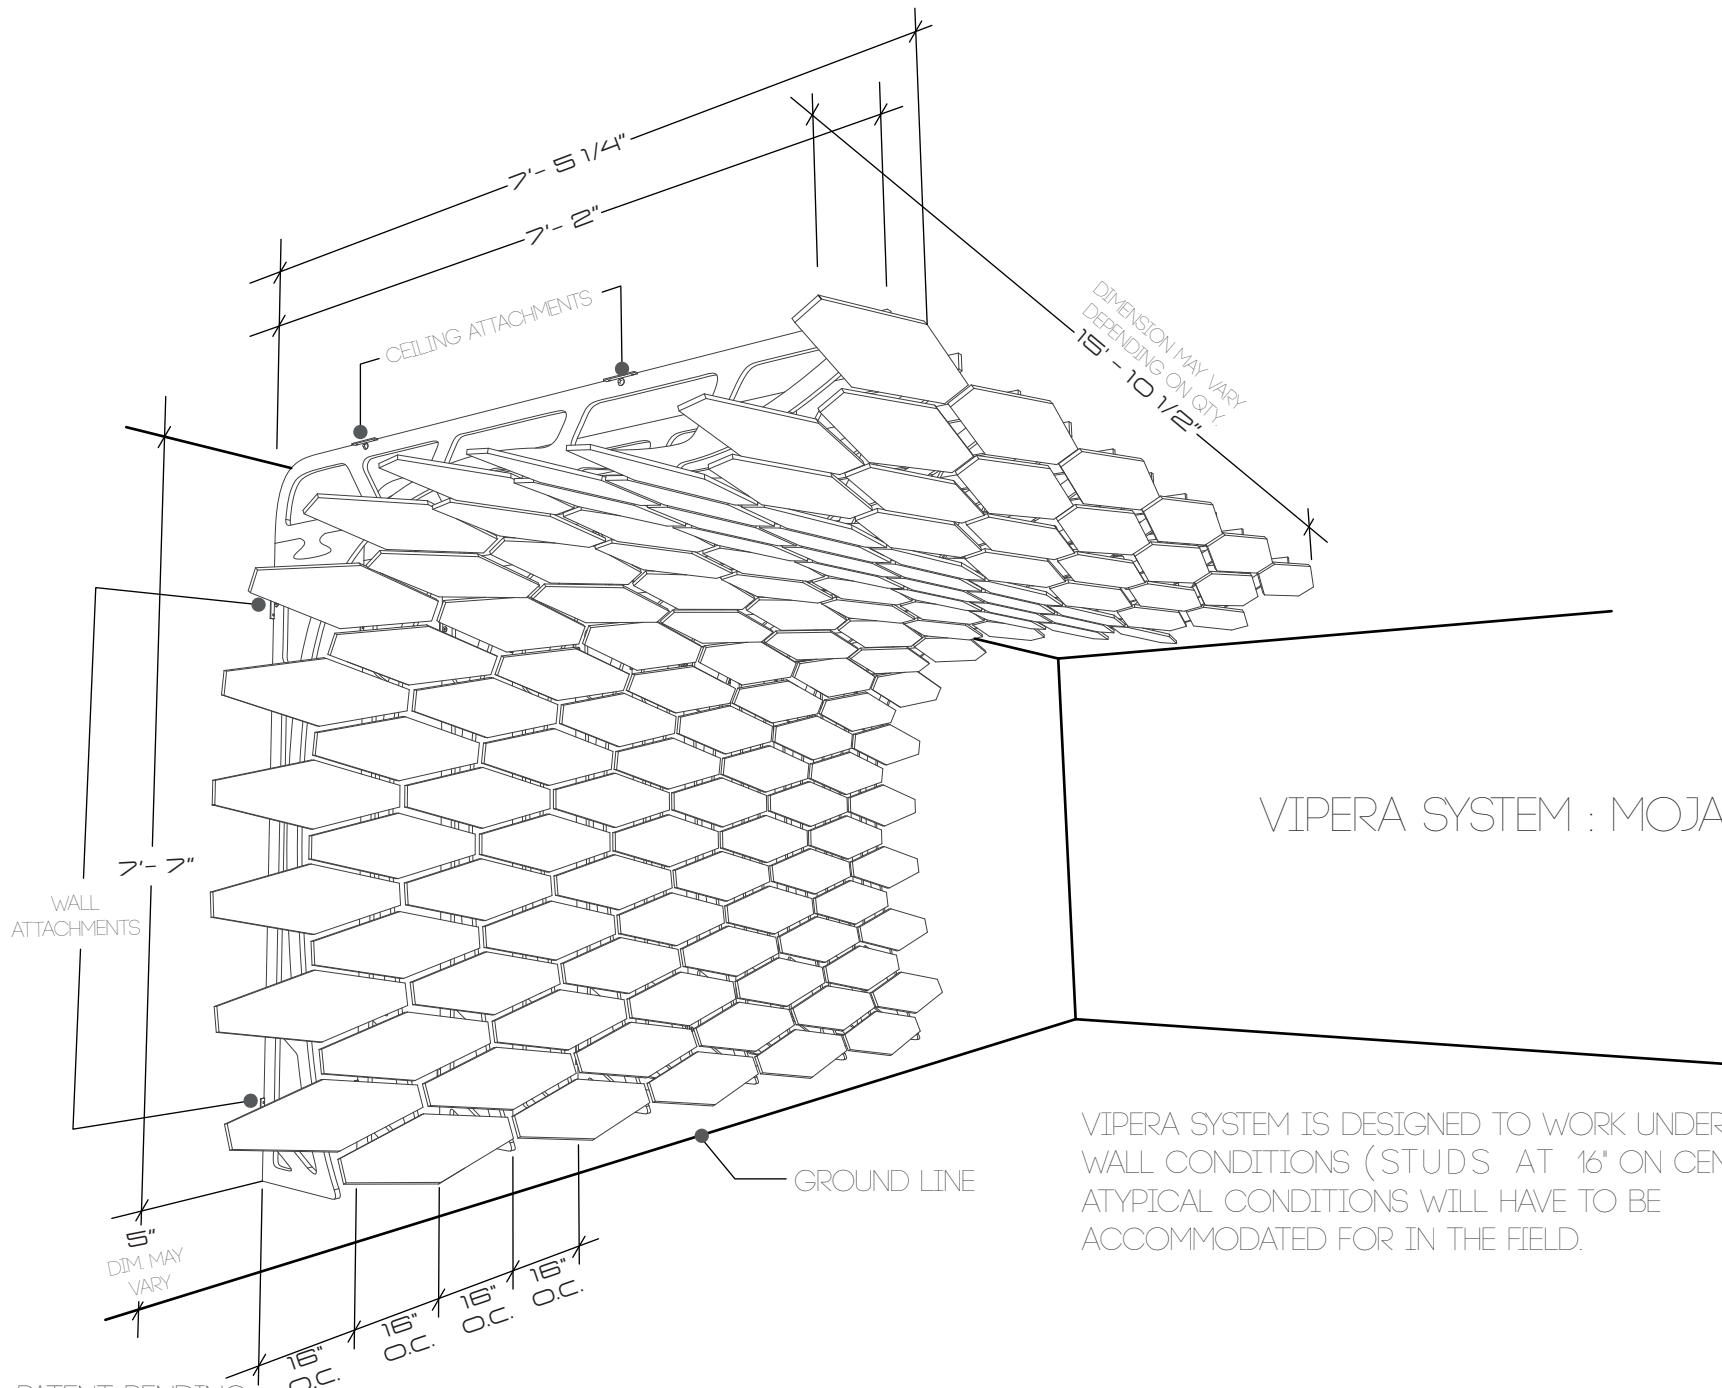 7'- 5 1/4"
7'- 2"
CEILING ATTACHMENTS
DIMENSION MAY VARY
DEPENDING ON QTY.
15' - 10 1/2"
7'- 7"
WALL
ATTACHMENTS
VIPERA SYSTEM : MOJA
VIPERA SYSTEM IS DESIGNED TO WORK UNDER
WALL CONDITIONS (STUDS AT 16" ON CEN
ATYPICAL CONDITIONS WILL HAVE TO BE
ACCOMMODATED FOR IN THE FIELD.
GROUND LINE
5"
DIM. MAY
VARY
16"
O.C.
16"
O.C.
16"
O.C.
16"
O.C.
PATENT PENDING